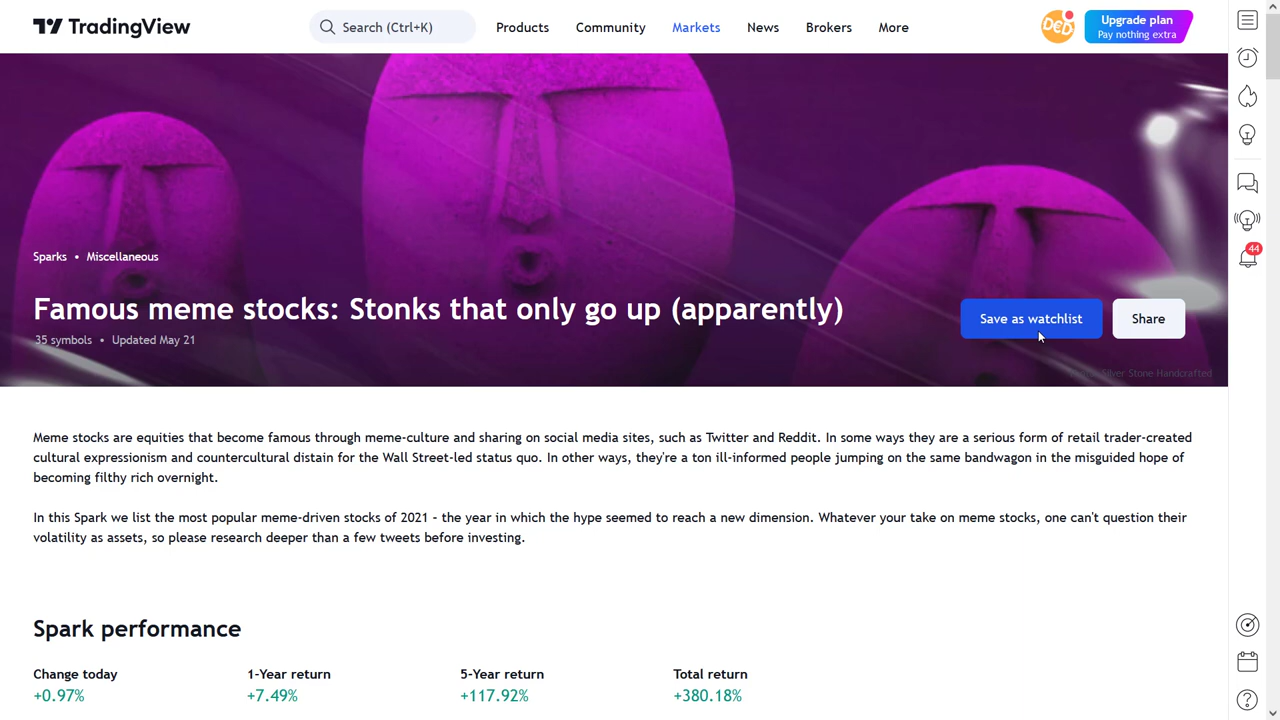 TradingView
Search (Ctrl+K)
Products
Community
Markets
News
Brokers
More
DCD
Upgrade plan
Pay nothing extra
44
Sparks • Miscellaneous
Famous meme stocks: Stonks that only go up (apparently)
35 symbols • Updated May 21
Save as watchlist
Share
Silver Stone Handcrafted
Meme stocks are equities that become famous through meme-culture and sharing on social media sites, such as Twitter and Reddit. In some ways they are a serious form of retail trader-created
cultural expressionism and countercultural distain for the Wall Street-led status quo. In other ways, they're a ton ill-informed people jumping on the same bandwagon in the misguided hope of
becoming filthy rich overnight.
In this Spark we list the most popular meme-driven stocks of 2021 - the year in which the hype seemed to reach a new dimension. Whatever your take on meme stocks, one can't question their
volatility as assets, so please research deeper than a few tweets before investing.
Spark performance
Change today
+0.97%
1-Year return
+7.49%
5-Year return
+117.92%
Total return
+380.18%